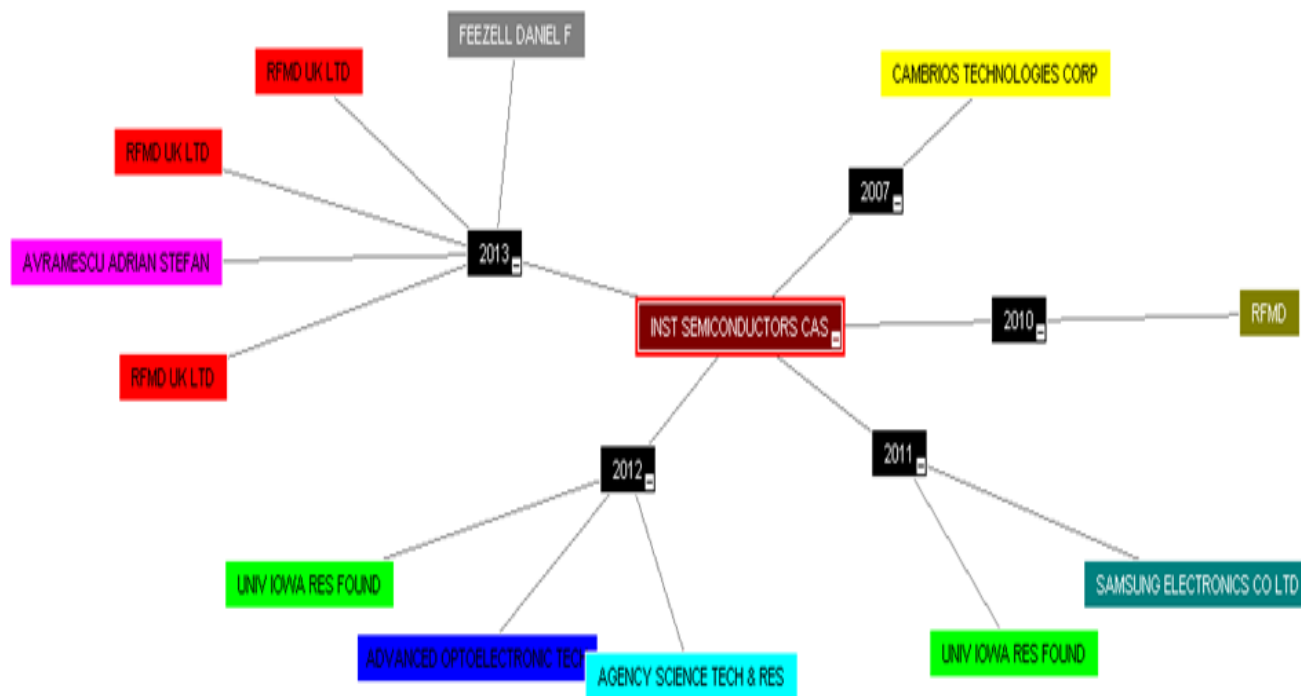 FEEZELL DANIEL F
RFMD UK LTD
CAMBRIOS TECHNOLOGIES CORP
RFMD UK LTD
2007
2013
AVRAMESCU ADRIAN STEFAN
INST SEMICONDUCTORS CAS
2010
RFMD
RFMD UK LTD
2011
2012
UNIV IOWA RES FOUND
SAMSUNG ELECTRONICS CO LTD
ADVANCED OPTOELECTRONIC TECH
UNIV IOWA RES FOUND
AGENCY SCIENCE TECH & RES